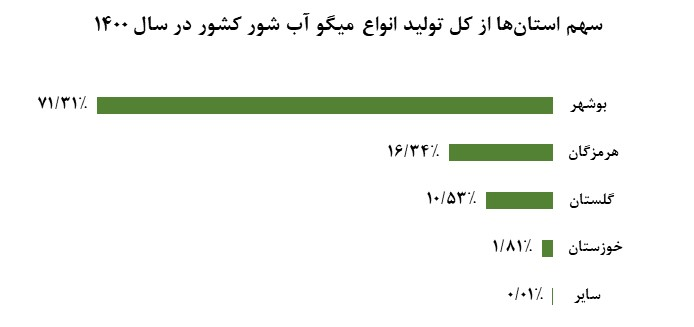 سهم استان‌ها از کل تولید انواع میگو آب شور کشور در سال ۱۴۰۰
بوشهر ۷۱/۳۱٪
هرمزگان ۱۶/۳۴٪
گلستان ۱۰/۵۳٪
خوزستان ۱/۸۱٪
سایر ۰/۰۱٪